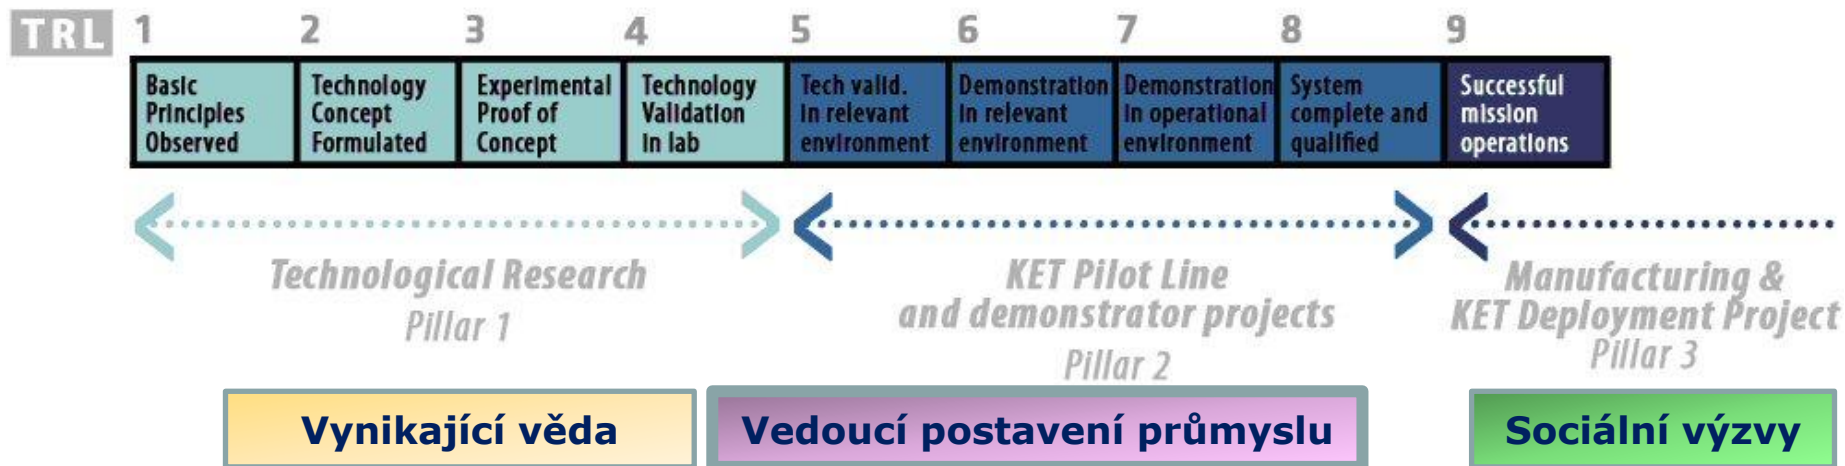 TRL 1 2 3 4 5 6 7 8 9
Basic
Principles
Observed
Technology
Concept
Formulated
Experimental
Proof of
Concept
Technology
Validation
in lab
Tech valid.
in relevant
environment
Demonstration
in relevant
environment
Demonstration
in operational
environment
System
complete and
qualified
Successful
mission
operations
Technological Research
Pillar 1
KET Pilot Line
and demonstrator projects
Pillar 2
Manufacturing &
KET Deployment Project
Pillar 3
Vynikající věda
Vedoucí postavení průmyslu
Sociální výzvy